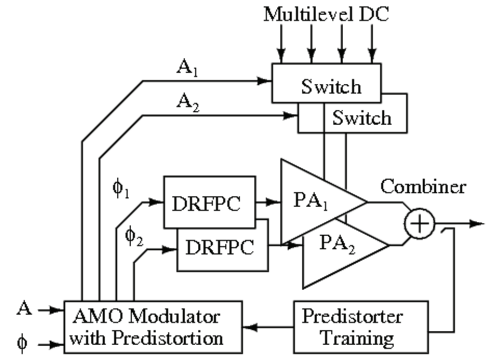 Multilevel DC
A1
Switch
A2
Switch
ϕ1
DRFPC
PA1
Combiner
ϕ2
DRFPC
PA2
A
AMO Modulator
with Predistortion
Predistorter
Training
ϕ